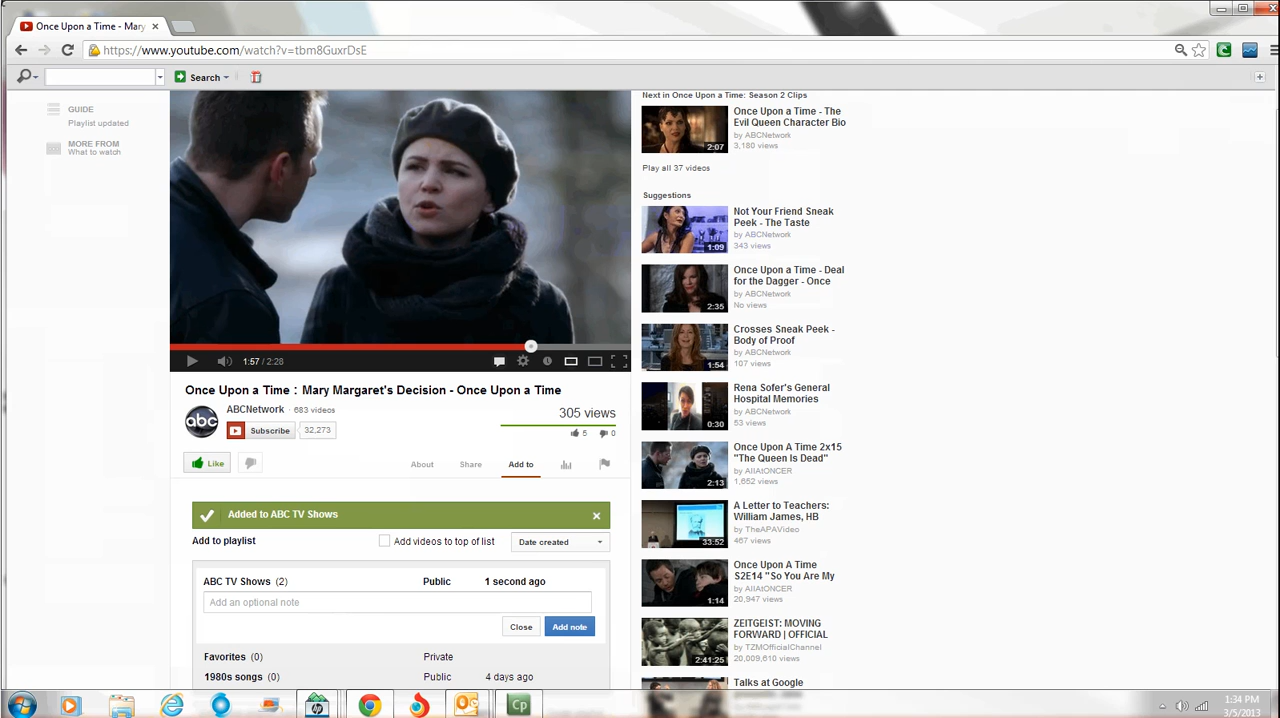 Once Upon a Time - Mary
https://www.youtube.com/watch?v=tbm8GuxrDsE
Search
GUIDE
Playlist updated
MORE FROM
What to watch
1:57 / 2:28
Once Upon a Time : Mary Margaret's Decision - Once Upon a Time
abc
ABCNetwork · 683 videos
Subscribe 32,273
305 views
5 0
Like
About Share Add to
Added to ABC TV Shows
Add to playlist
Add videos to top of list
Date created
ABC TV Shows (2) Public 1 second ago
Add an optional note
Close Add note
Favorites (0) Private
1980s songs (0) Public 4 days ago
Next in Once Upon a Time: Season 2 Clips
2:07
Once Upon a Time - The
Evil Queen Character Bio
by ABCNetwork
3,180 views
Play all 37 videos
Suggestions
1:09
Not Your Friend Sneak
Peek - The Taste
by ABCNetwork
343 views
2:35
Once Upon a Time - Deal
for the Dagger - Once
by ABCNetwork
No views
1:54
Crosses Sneak Peek -
Body of Proof
by ABCNetwork
107 views
0:30
Rena Sofer's General
Hospital Memories
by ABCNetwork
53 views
2:13
Once Upon A Time 2x15
"The Queen Is Dead"
by AllAtONCER
1,652 views
33:52
A Letter to Teachers:
William James, HB
by TheAPAVideo
467 views
1:14
Once Upon A Time
S2E14 "So You Are My
by AllAtONCER
20,947 views
2:41:25
ZEITGEIST: MOVING
FORWARD | OFFICIAL
by TZMOfficialChannel
20,009,610 views
Talks at Google
hp
Cp
1:34 PM
3/5/2013